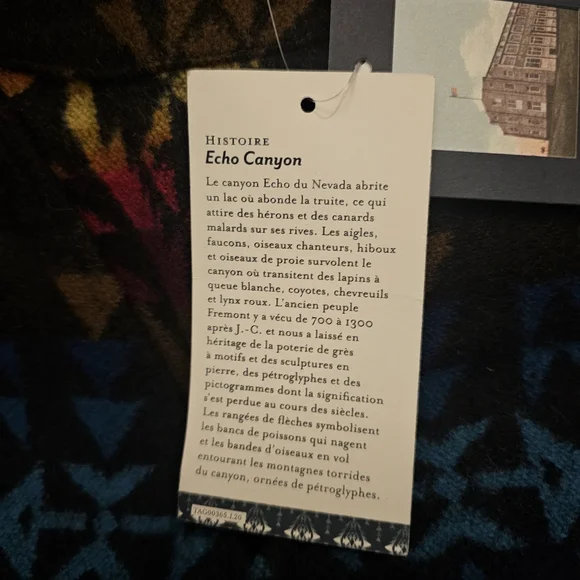 HISTOIRE
Echo Canyon
Le canyon Echo du Nevada abrite
un lac où abonde la truite, ce qui
attire des hérons et des canards
malards sur ses rives. Les aigles,
faucons, oiseaux chanteurs, hiboux
et oiseaux de proie survolent le
canyon où transitent des lapins à
queue blanche, coyotes, chevreuils
et lynx roux. L'ancien peuple
Fremont y a vécu de 700 à 1300
après J.-C. et nous a laissé en
héritage de la poterie de grès
à motifs et des sculptures en
pierre, des pétroglyphes et des
pictogrammes dont la signification
s'est perdue au cours des siècles.
Les rangées de flèches symbolisent
les bancs de poissons qui nagent
et les bandes d'oiseaux en vol
entourant les montagnes torrides
du canyon, ornées de pétroglyphes.